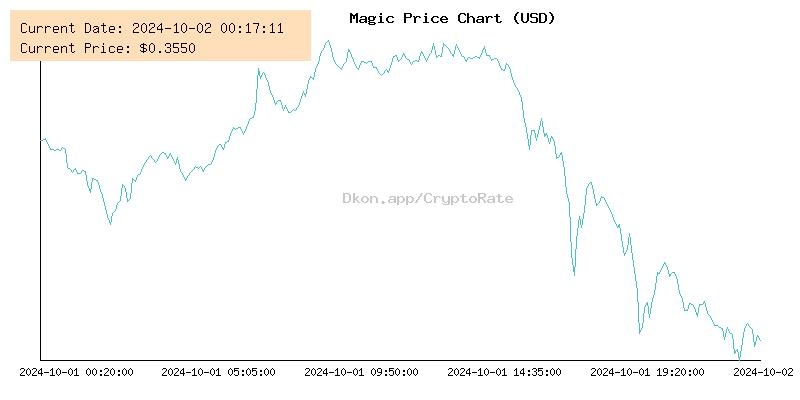 Magic Price Chart (USD)
Current Date: 2024-10-02 00:17:11
Current Price: $0.3550
Dkon.app/CryptoRate
2024-10-01 00:20:00 2024-10-01 05:05:00 2024-10-01 09:50:00 2024-10-01 14:35:00 2024-10-01 19:20:00 2024-10-02